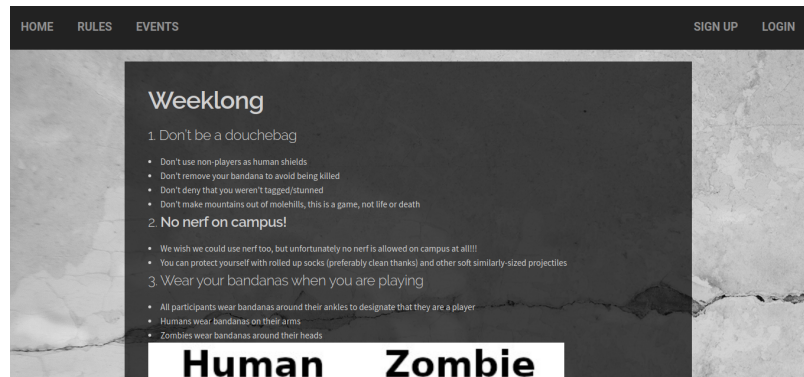 HOME RULES EVENTS SIGN UP LOGIN
Weeklong
1. Don't be a douchebag
• Don't use non-players as human shields
• Don't remove your bandana to avoid being killed
• Don't deny that you weren't tagged/stunned
• Don't make mountains out of molehills, this is a game, not life or death
2. No nerf on campus!
• We wish we could use nerf too, but unfortunately no nerf is allowed on campus at all!!!
• You can protect yourself with rolled up socks (preferably clean thanks) and other soft similarly-sized projectiles
3. Wear your bandanas when you are playing
• All participants wear bandanas around their ankles to designate that they are a player
• Humans wear bandanas on their arms
• Zombies wear bandanas around their heads
Human Zombie